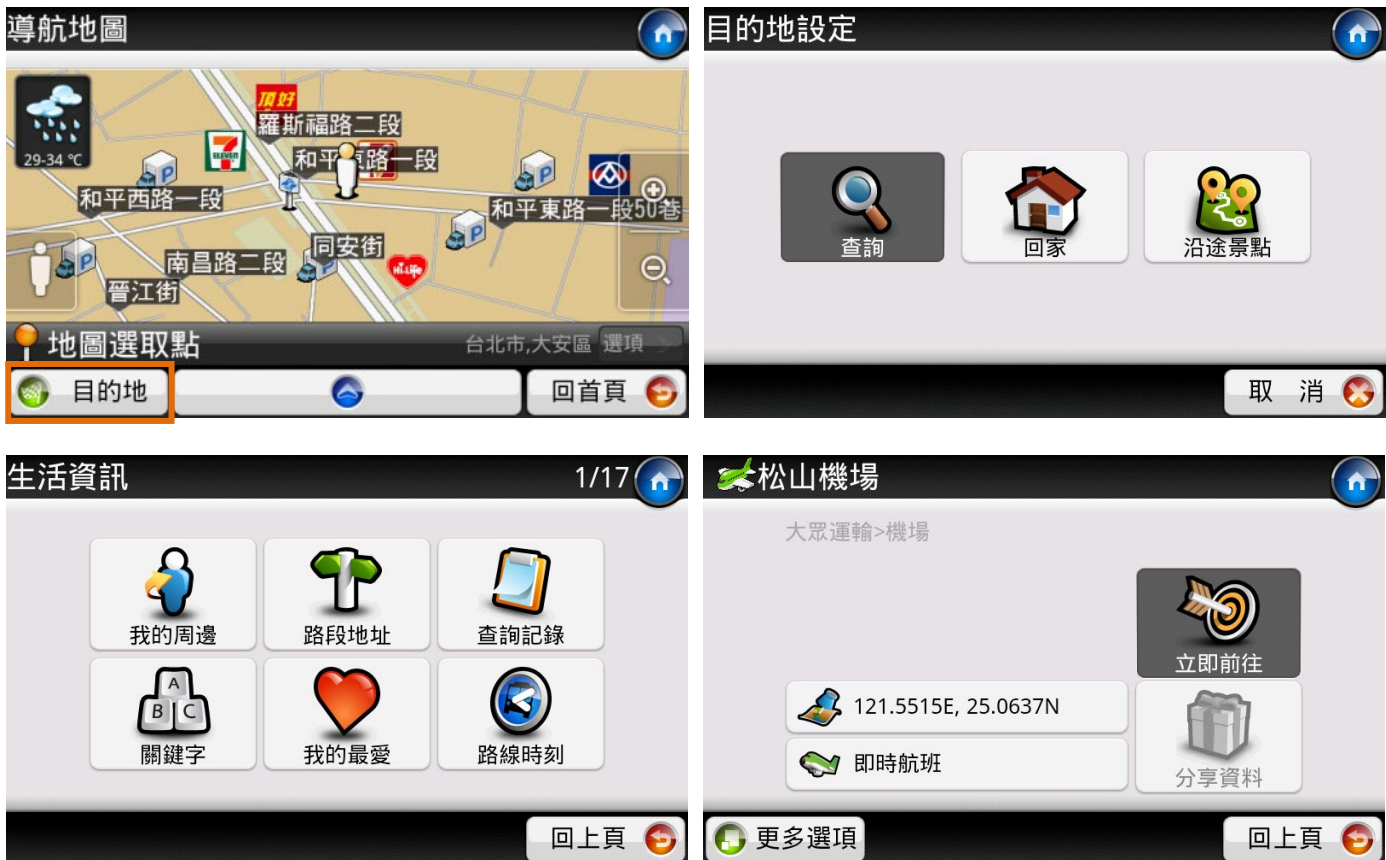 導航地圖
頂好
羅斯福路二段
29-34 ℃
7
ELEVEN
和平東路一段
P
P
和平西路一段
和平東路一段50巷
P
同安街
P
南昌路二段
P
Hi-Life
晉江街
地圖選取點
台北市,大安區 選項
目的地
回首頁
目的地設定
查詢
回家
沿途景點
取 消
生活資訊
1/17
我的周邊
路段地址
查詢記錄
A
B
C
關鍵字
我的最愛
路線時刻
回上頁
松山機場
大眾運輸>機場
立即前往
121.5515E, 25.0637N
即時航班
分享資料
更多選項
回上頁